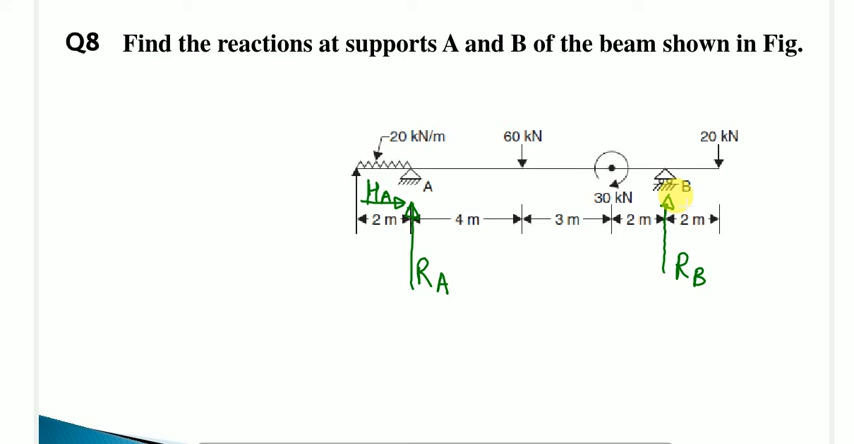 Q8 Find the reactions at supports A and B of the beam shown in Fig.
20 kN/m 60 kN 20 kN
A B
30 kN
HA
2 m 4 m 3 m 2 m 2 m
RA RB